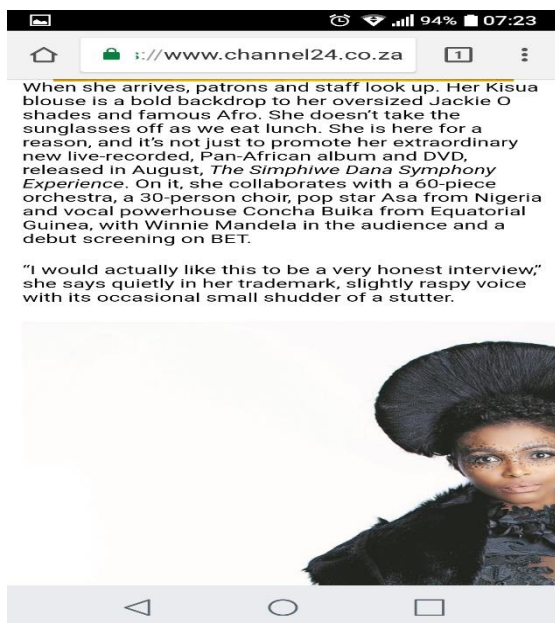 94% 07:23
://www.channel24.co.za 1
When she arrives, patrons and staff look up. Her Kisua
blouse is a bold backdrop to her oversized Jackie O
shades and famous Afro. She doesn’t take the
sunglasses off as we eat lunch. She is here for a
reason, and it’s not just to promote her extraordinary
new live-recorded, Pan-African album and DVD,
released in August, The Simphiwe Dana Symphony
Experience. On it, she collaborates with a 60-piece
orchestra, a 30-person choir, pop star Asa from Nigeria
and vocal powerhouse Concha Buika from Equatorial
Guinea, with Winnie Mandela in the audience and a
debut screening on BET.
“I would actually like this to be a very honest interview,”
she says quietly in her trademark, slightly raspy voice
with its occasional small shudder of a stutter.